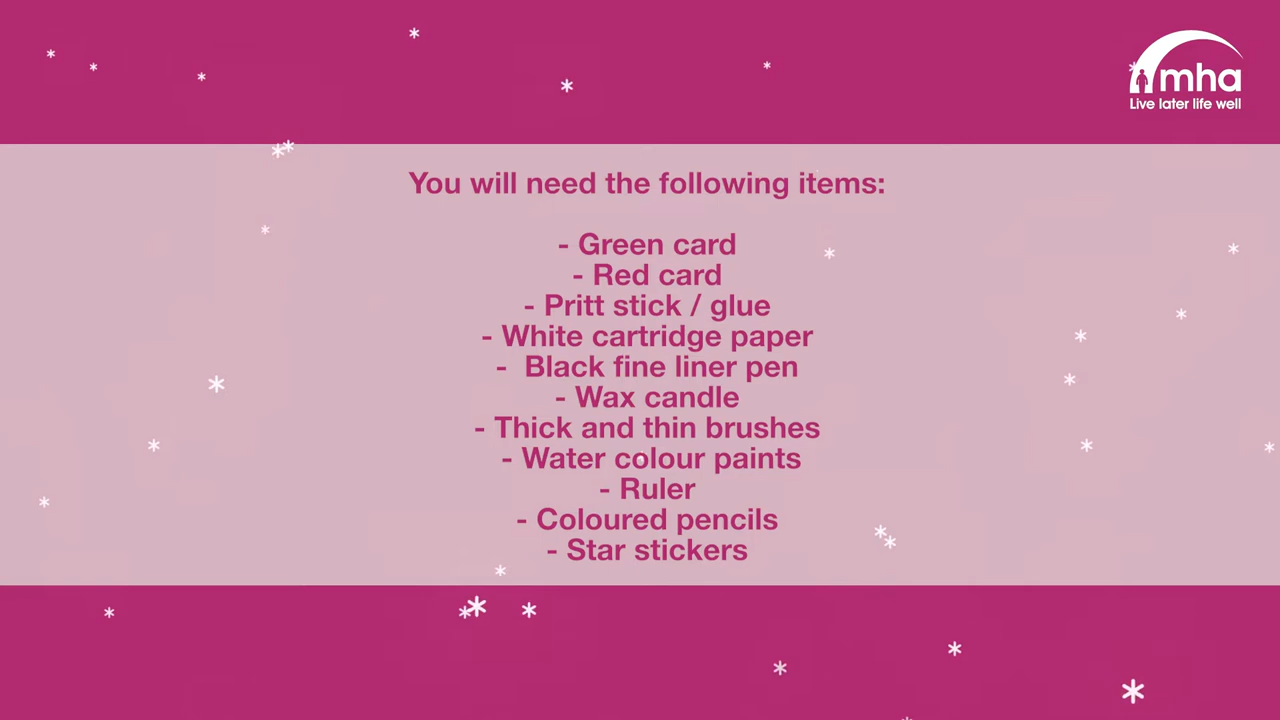 mha
Live later life well
You will need the following items:
- Green card
- Red card
- Pritt stick / glue
- White cartridge paper
-  Black fine liner pen
- Wax candle
- Thick and thin brushes
- Water colour paints
- Ruler
- Coloured pencils
- Star stickers